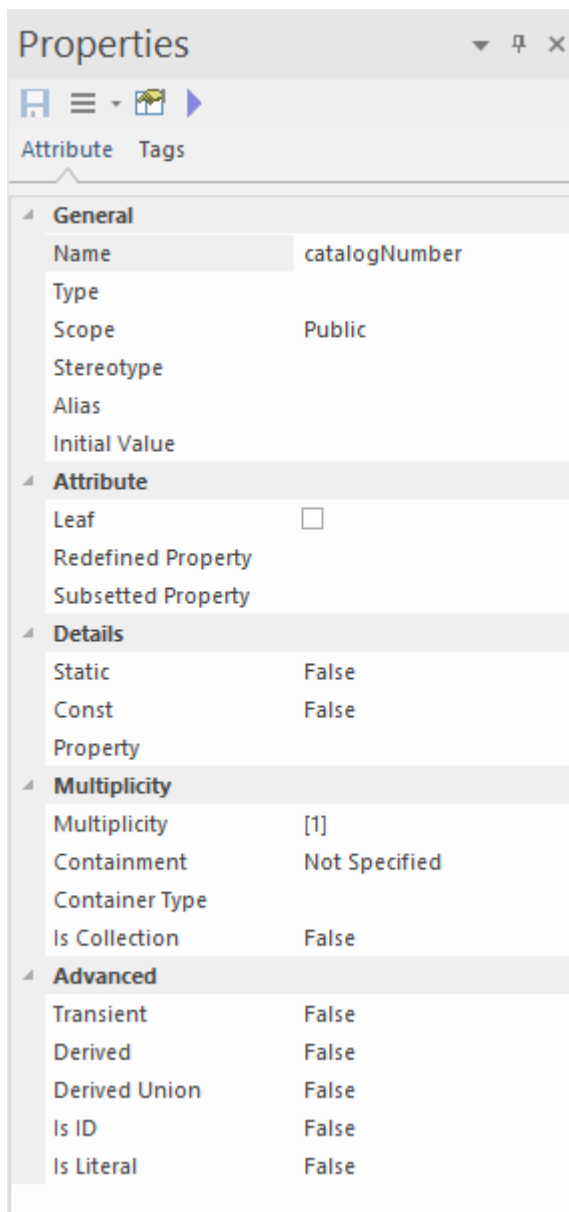 Properties
Attribute Tags
General
Name catalogNumber
Type
Scope Public
Stereotype
Alias
Initial Value
Attribute
Leaf
Redefined Property
Subsetted Property
Details
Static False
Const False
Property
Multiplicity
Multiplicity [1]
Containment Not Specified
Container Type
Is Collection False
Advanced
Transient False
Derived False
Derived Union False
Is ID False
Is Literal False